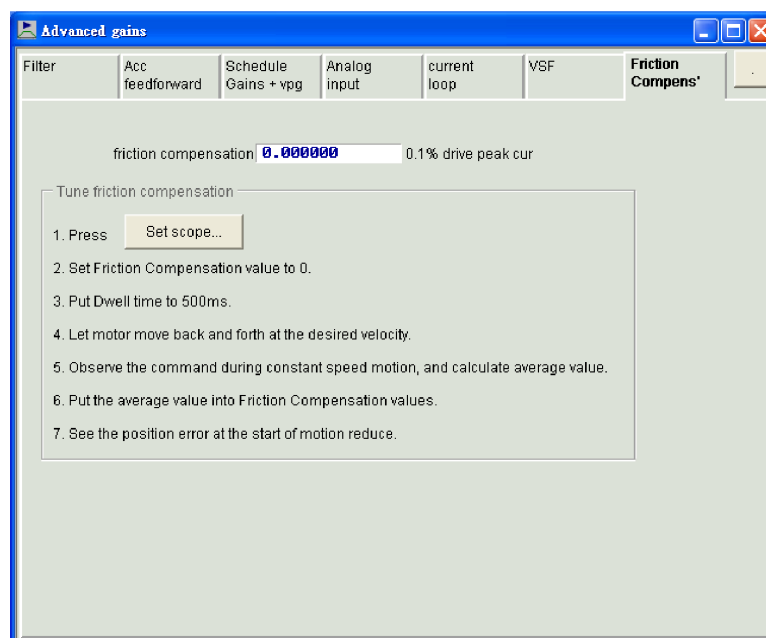 Advanced gains
Filter
Acc feedforward
Schedule Gains + vpg
Analog input
current loop
VSF
Friction Compens'
.
friction compensation 0.000000 0.1% drive peak cur
Tune friction compensation
1. Press Set scope...
2. Set Friction Compensation value to 0.
3. Put Dwell time to 500ms.
4. Let motor move back and forth at the desired velocity.
5. Observe the command during constant speed motion, and calculate average value.
6. Put the average value into Friction Compensation values.
7. See the position error at the start of motion reduce.